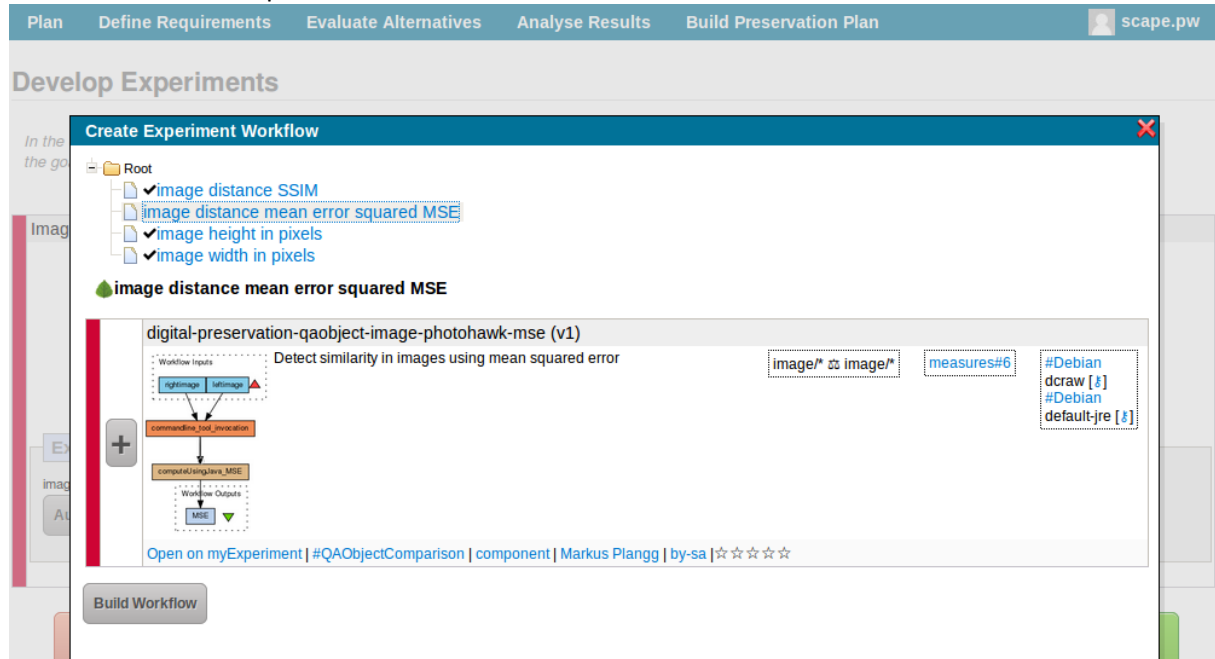 Plan Define Requirements Evaluate Alternatives Analyse Results Build Preservation Plan scape.pw
Develop Experiments
In the
the go
Create Experiment Workflow
Root
✔image distance SSIM
image distance mean error squared MSE
✔image height in pixels
✔image width in pixels
Imag
image distance mean error squared MSE
digital-preservation-qaobject-image-photohawk-mse (v1)
Workflow Inputs
rightimage leftimage
commandline_tool_invocation
computeUsingJava_MSE
Workflow Outputs
MSE
Detect similarity in images using mean squared error
image/* ⚖ image/*
measures#6
#Debian
dcraw [⚷]
#Debian
default-jre [⚷]
+
Ex
imag
Au
Open on myExperiment | #QAObjectComparison | component | Markus Plangg | by-sa |☆☆☆☆☆
Build Workflow